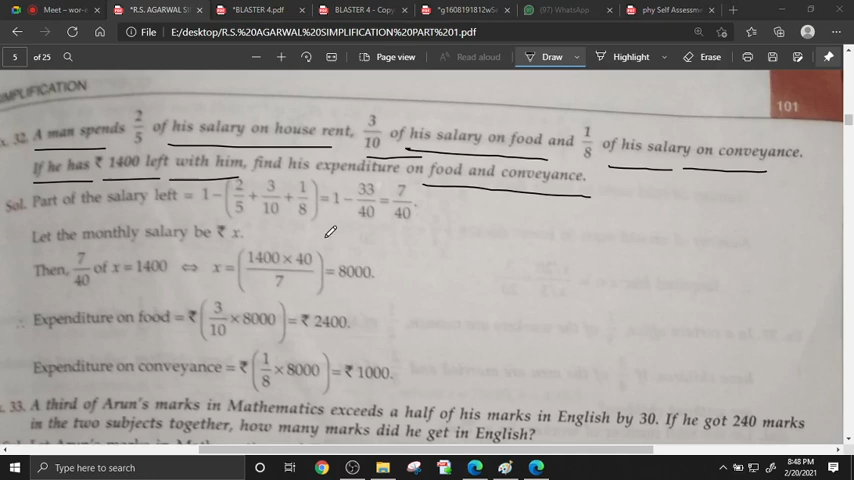 Meet – wor-e
*R.S. AGARWAL SI
*BLASTER 4.pdf
BLASTER 4 - Copy
*g1608191812wSe
(97) WhatsApp
phy Self Assessm
File | E:/desktop/R.S.%20AGARWAL%20SIMPLIFICATION%20PART%201.pdf
5 of 25
Page view
Read aloud
Draw
Highlight
Erase
IMPLIFICATION
101
x. 32. A man spends 2/5 of his salary on house rent, 3/10 of his salary on food and 1/8 of his salary on conveyance.
If he has ₹ 1400 left with him, find his expenditure on food and conveyance.
Sol. Part of the salary left = 1 − (2/5 + 3/10 + 1/8) = 1 − 33/40 = 7/40.
Let the monthly salary be ₹ x.
Then, 7/40 of x = 1400 ⇔ x = (1400 × 40 / 7) = 8000.
∴ Expenditure on food = ₹ (3/10 × 8000) = ₹ 2400.
Expenditure on conveyance = ₹ (1/8 × 8000) = ₹ 1000.
. 33. A third of Arun's marks in Mathematics exceeds a half of his marks in English by 30. If he got 240 marks
in the two subjects together, how many marks did he get in English?
Type here to search
8:48 PM
2/20/2021